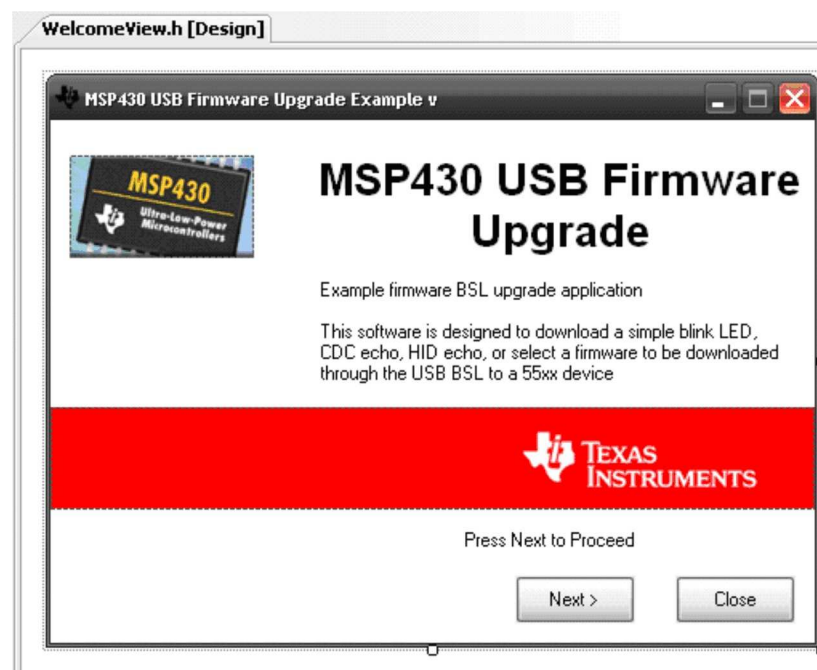 WelcomeView.h [Design]
MSP430 USB Firmware Upgrade Example v
MSP430
Ultra-Low-Power
Microcontrollers
MSP430 USB Firmware
Upgrade
Example firmware BSL upgrade application
This software is designed to download a simple blink LED,
CDC echo, HID echo, or select a firmware to be downloaded
through the USB BSL to a 55xx device
TEXAS
INSTRUMENTS
Press Next to Proceed
Next >
Close